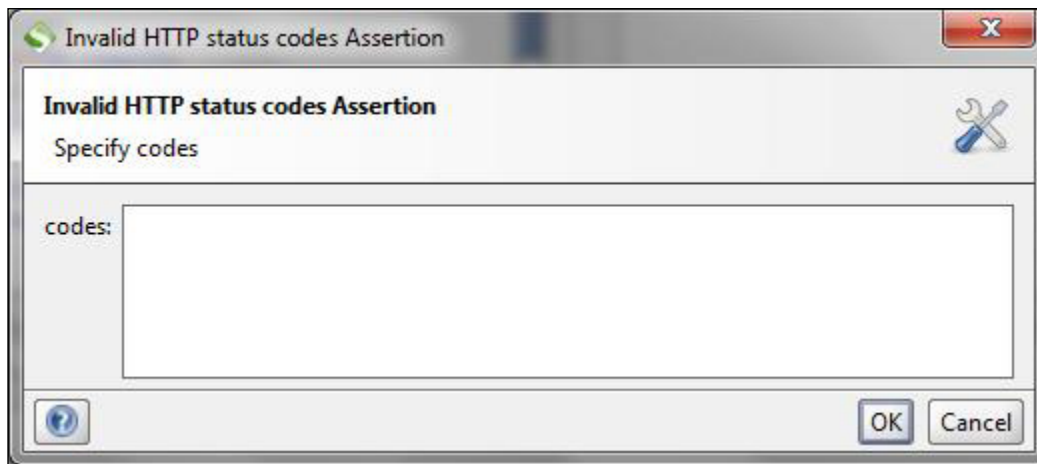 Invalid HTTP status codes Assertion
Invalid HTTP status codes Assertion
Specify codes
codes:
OK
Cancel